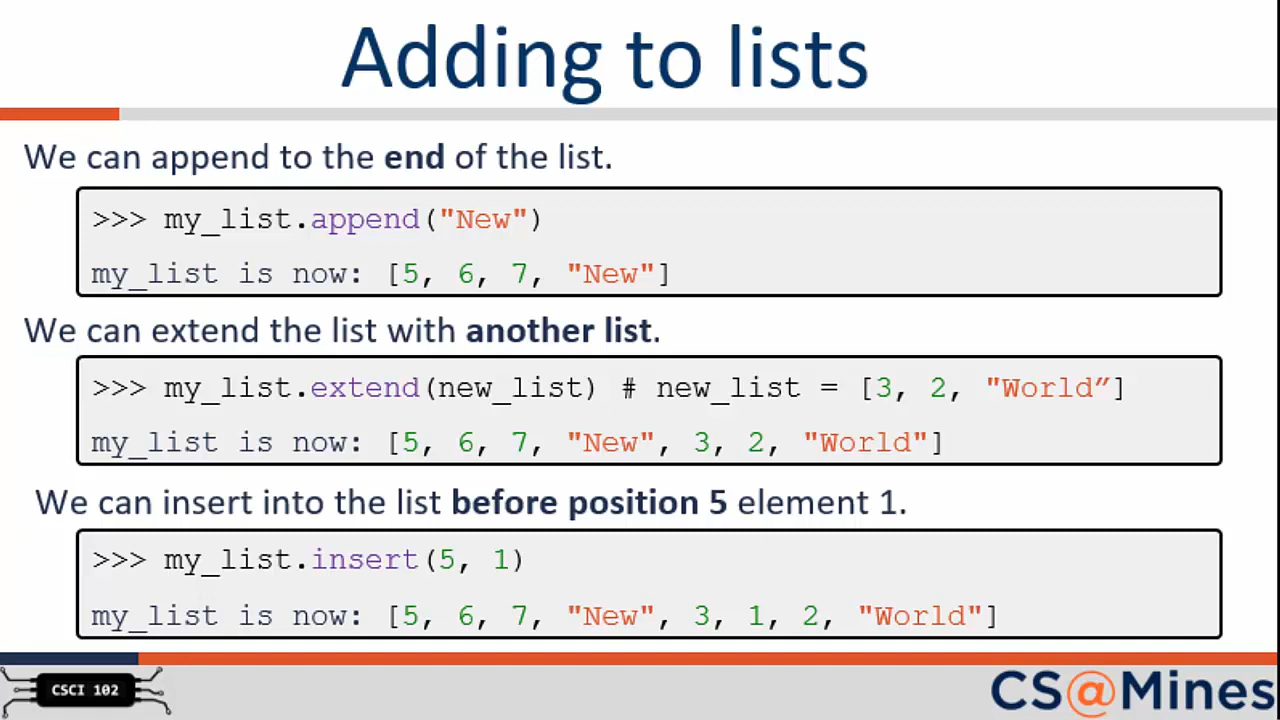 Adding to lists
We can append to the end of the list.
>>> my_list.append("New")
my_list is now: [5, 6, 7, "New"]
We can extend the list with another list.
>>> my_list.extend(new_list) # new_list = [3, 2, "World”]
my_list is now: [5, 6, 7, "New", 3, 2, "World"]
We can insert into the list before position 5 element 1.
>>> my_list.insert(5, 1)
my_list is now: [5, 6, 7, "New", 3, 1, 2, "World"]
CSCI 102
CS@Mines